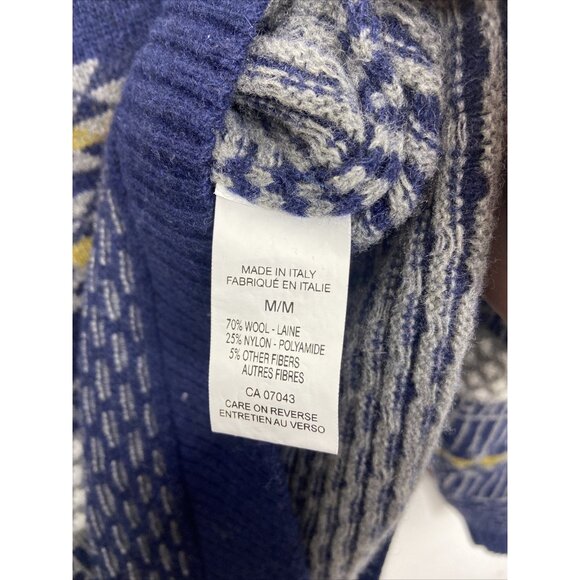 MADE IN ITALY
FABRIQUÉ EN ITALIE
M/M
70% WOOL - LAINE
25% NYLON - POLYAMIDE
5% OTHER FIBERS
AUTRES FIBRES
CA 07043
CARE ON REVERSE
ENTRETIEN AU VERSO